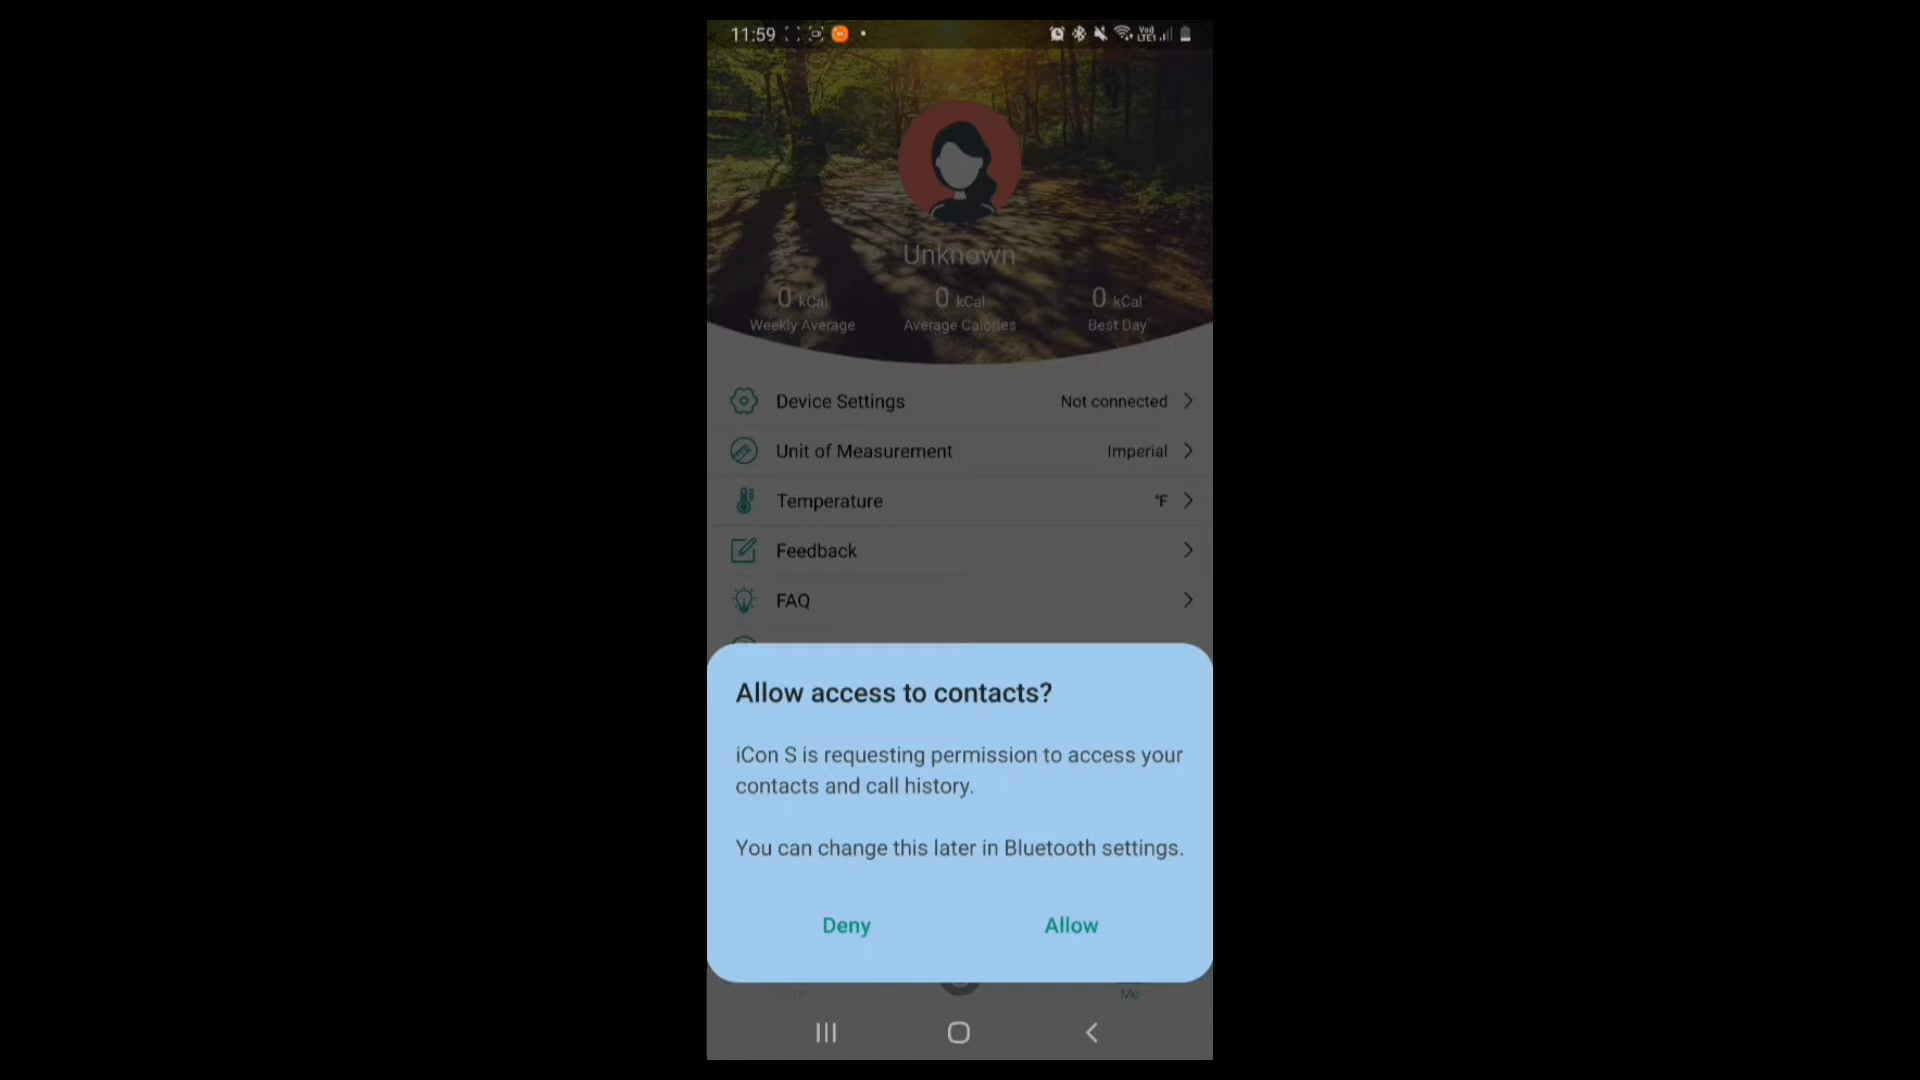 11:59
Unknown
0 kCal 0 kCal 0 kCal
Weekly Average Average Calories Best Day
Device Settings Not connected
Unit of Measurement Imperial
Temperature °F
Feedback
FAQ
Allow access to contacts?
iCon S is requesting permission to access your
contacts and call history.
You can change this later in Bluetooth settings.
Deny Allow
Me